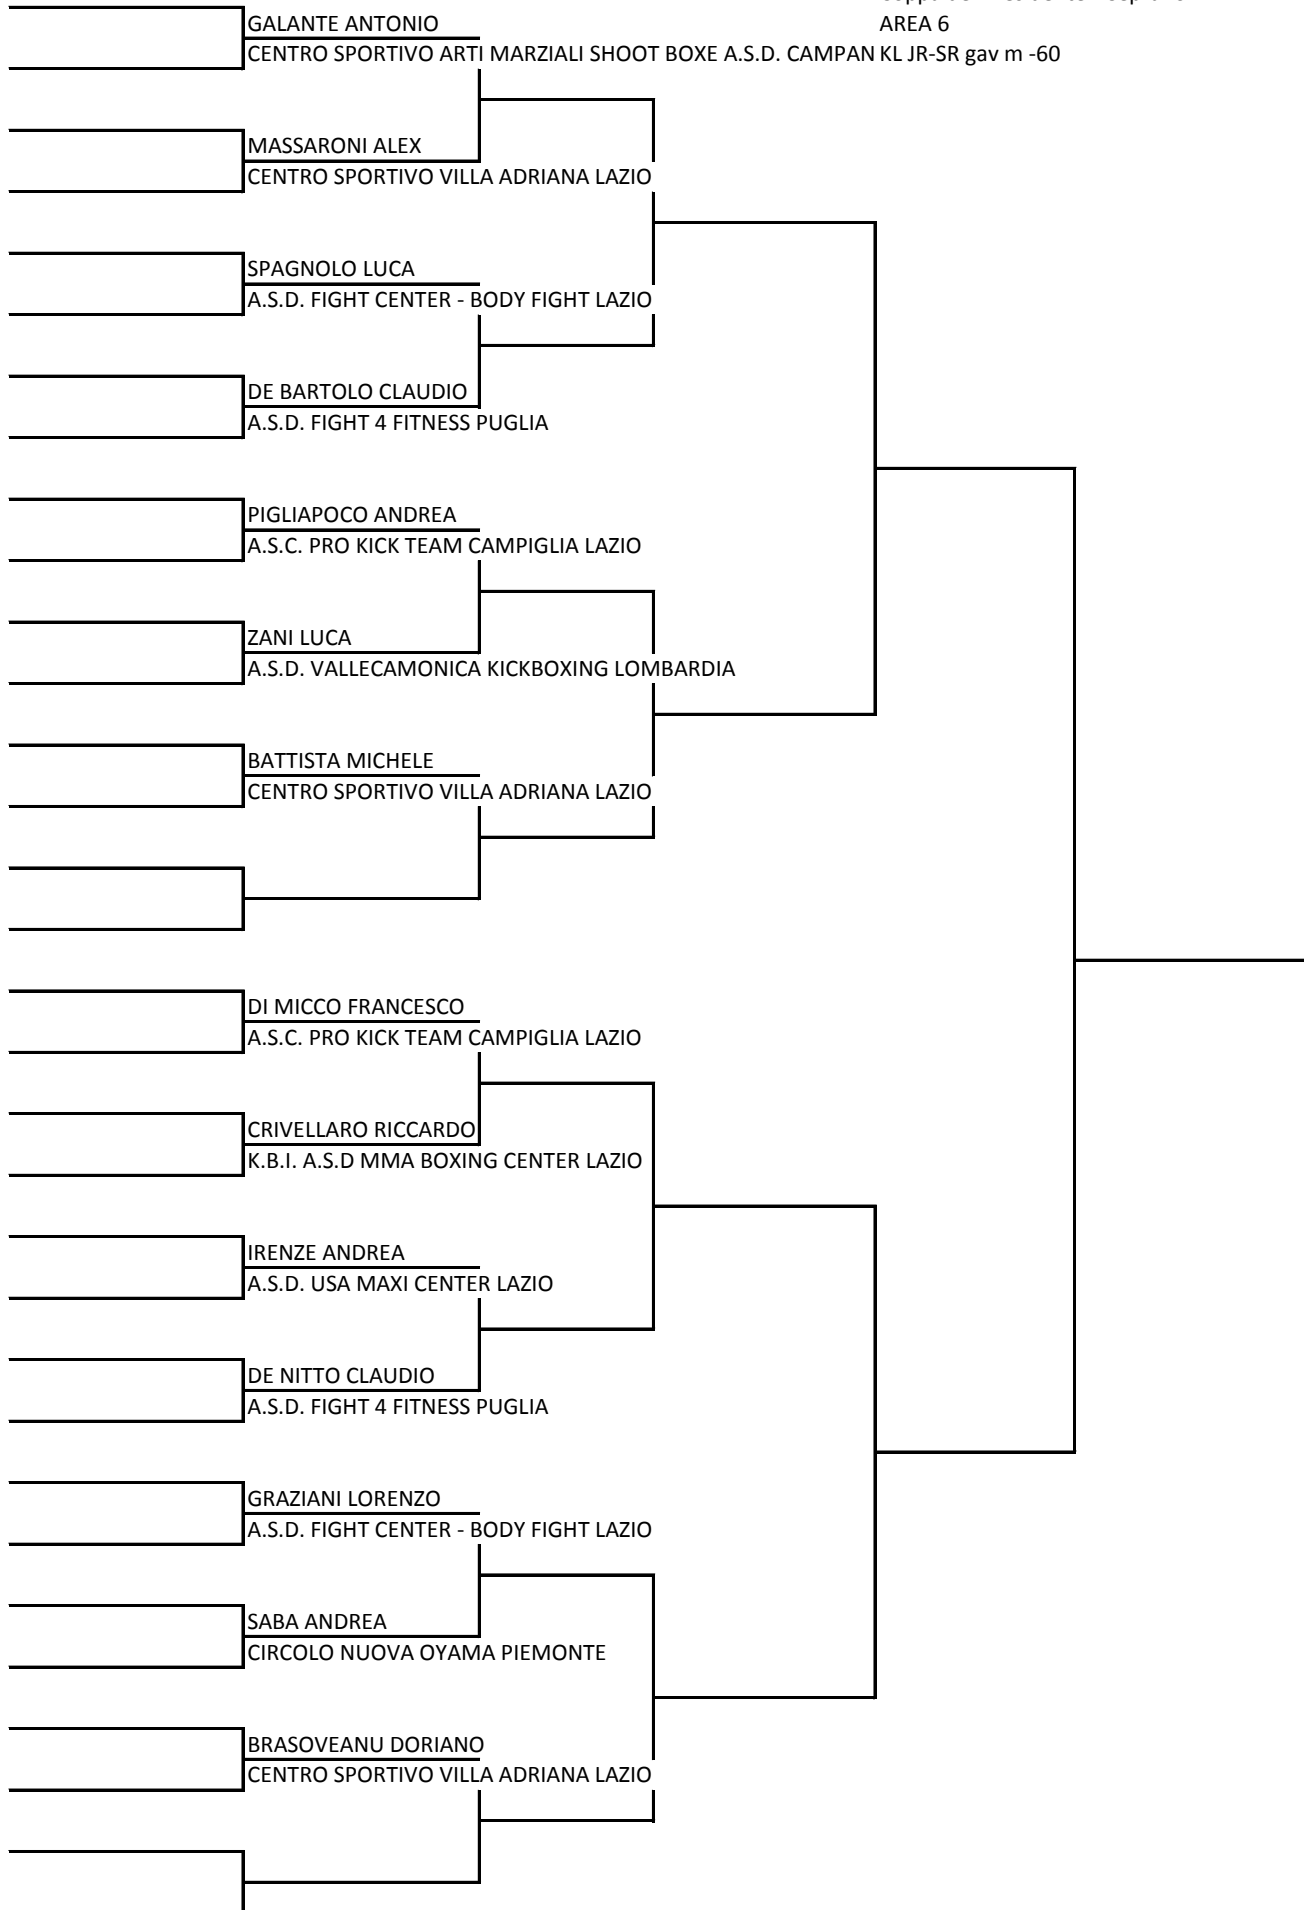 GALANTE ANTONIO
AREA 6
CENTRO SPORTIVO ARTI MARZIALI SHOOT BOXE A.S.D. CAMPAN KL JR-SR gav m -60
MASSARONI ALEX
CENTRO SPORTIVO VILLA ADRIANA LAZIO
SPAGNOLO LUCA
A.S.D. FIGHT CENTER - BODY FIGHT LAZIO
DE BARTOLO CLAUDIO
A.S.D. FIGHT 4 FITNESS PUGLIA
PIGLIAPOCO ANDREA
A.S.C. PRO KICK TEAM CAMPIGLIA LAZIO
ZANI LUCA
A.S.D. VALLECAMONICA KICKBOXING LOMBARDIA
BATTISTA MICHELE
CENTRO SPORTIVO VILLA ADRIANA LAZIO
DI MICCO FRANCESCO
A.S.C. PRO KICK TEAM CAMPIGLIA LAZIO
CRIVELLARO RICCARDO
K.B.I. A.S.D MMA BOXING CENTER LAZIO
IRENZE ANDREA
A.S.D. USA MAXI CENTER LAZIO
DE NITTO CLAUDIO
A.S.D. FIGHT 4 FITNESS PUGLIA
GRAZIANI LORENZO
A.S.D. FIGHT CENTER - BODY FIGHT LAZIO
SABA ANDREA
CIRCOLO NUOVA OYAMA PIEMONTE
BRASOVEANU DORIANO
CENTRO SPORTIVO VILLA ADRIANA LAZIO